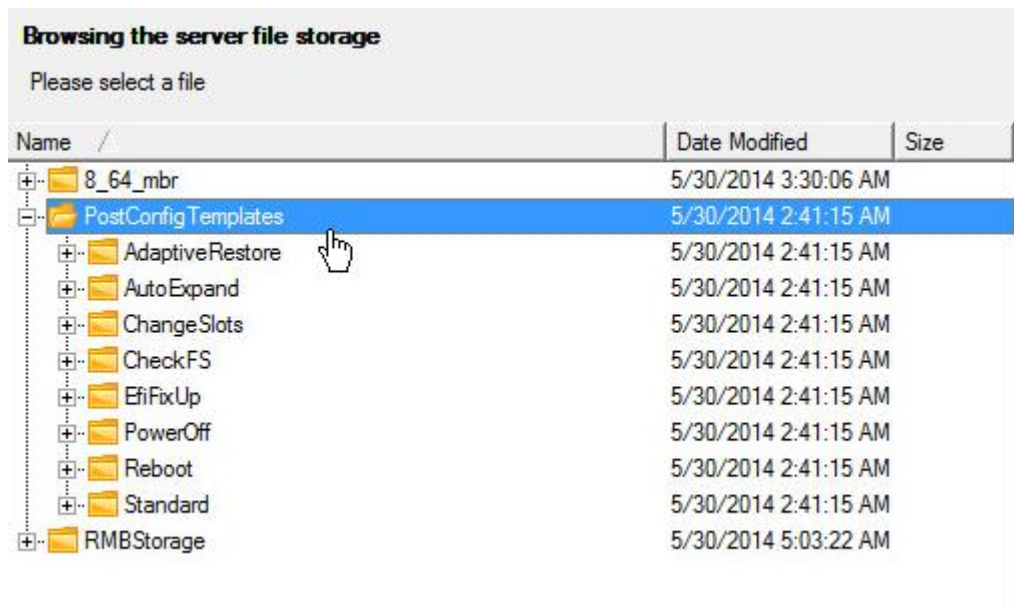 Browsing the server file storage
Please select a file
Name / Date Modified Size
8_64_mbr 5/30/2014 3:30:06 AM
PostConfigTemplates 5/30/2014 2:41:15 AM
AdaptiveRestore 5/30/2014 2:41:15 AM
AutoExpand 5/30/2014 2:41:15 AM
ChangeSlots 5/30/2014 2:41:15 AM
CheckFS 5/30/2014 2:41:15 AM
EfiFixUp 5/30/2014 2:41:15 AM
PowerOff 5/30/2014 2:41:15 AM
Reboot 5/30/2014 2:41:15 AM
Standard 5/30/2014 2:41:15 AM
RMBStorage 5/30/2014 5:03:22 AM